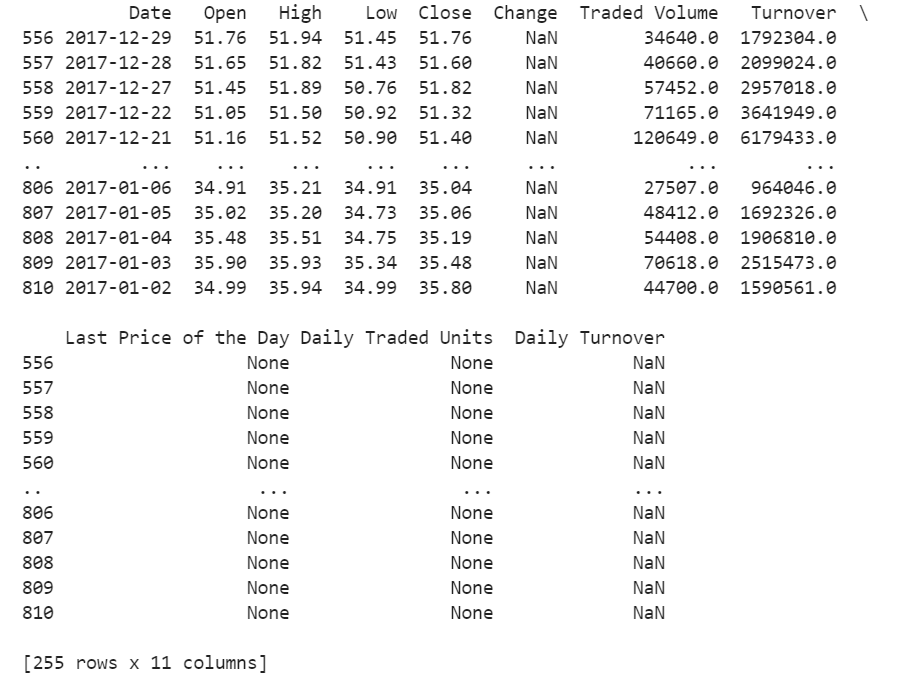 Date Open High Low Close Change Traded Volume Turnover \
556 2017-12-29 51.76 51.94 51.45 51.76 NaN 34640.0 1792304.0
557 2017-12-28 51.65 51.82 51.43 51.60 NaN 40660.0 2099024.0
558 2017-12-27 51.45 51.89 50.76 51.82 NaN 57452.0 2957018.0
559 2017-12-22 51.05 51.50 50.92 51.32 NaN 71165.0 3641949.0
560 2017-12-21 51.16 51.52 50.90 51.40 NaN 120649.0 6179433.0
.. ... ... ... ... ... ... ... ...
806 2017-01-06 34.91 35.21 34.91 35.04 NaN 27507.0 964046.0
807 2017-01-05 35.02 35.20 34.73 35.06 NaN 48412.0 1692326.0
808 2017-01-04 35.48 35.51 34.75 35.19 NaN 54408.0 1906810.0
809 2017-01-03 35.90 35.93 35.34 35.48 NaN 70618.0 2515473.0
810 2017-01-02 34.99 35.94 34.99 35.80 NaN 44700.0 1590561.0
Last Price of the Day Daily Traded Units Daily Turnover
556 None None NaN
557 None None NaN
558 None None NaN
559 None None NaN
560 None None NaN
.. ... ... ...
806 None None NaN
807 None None NaN
808 None None NaN
809 None None NaN
810 None None NaN
[255 rows x 11 columns]